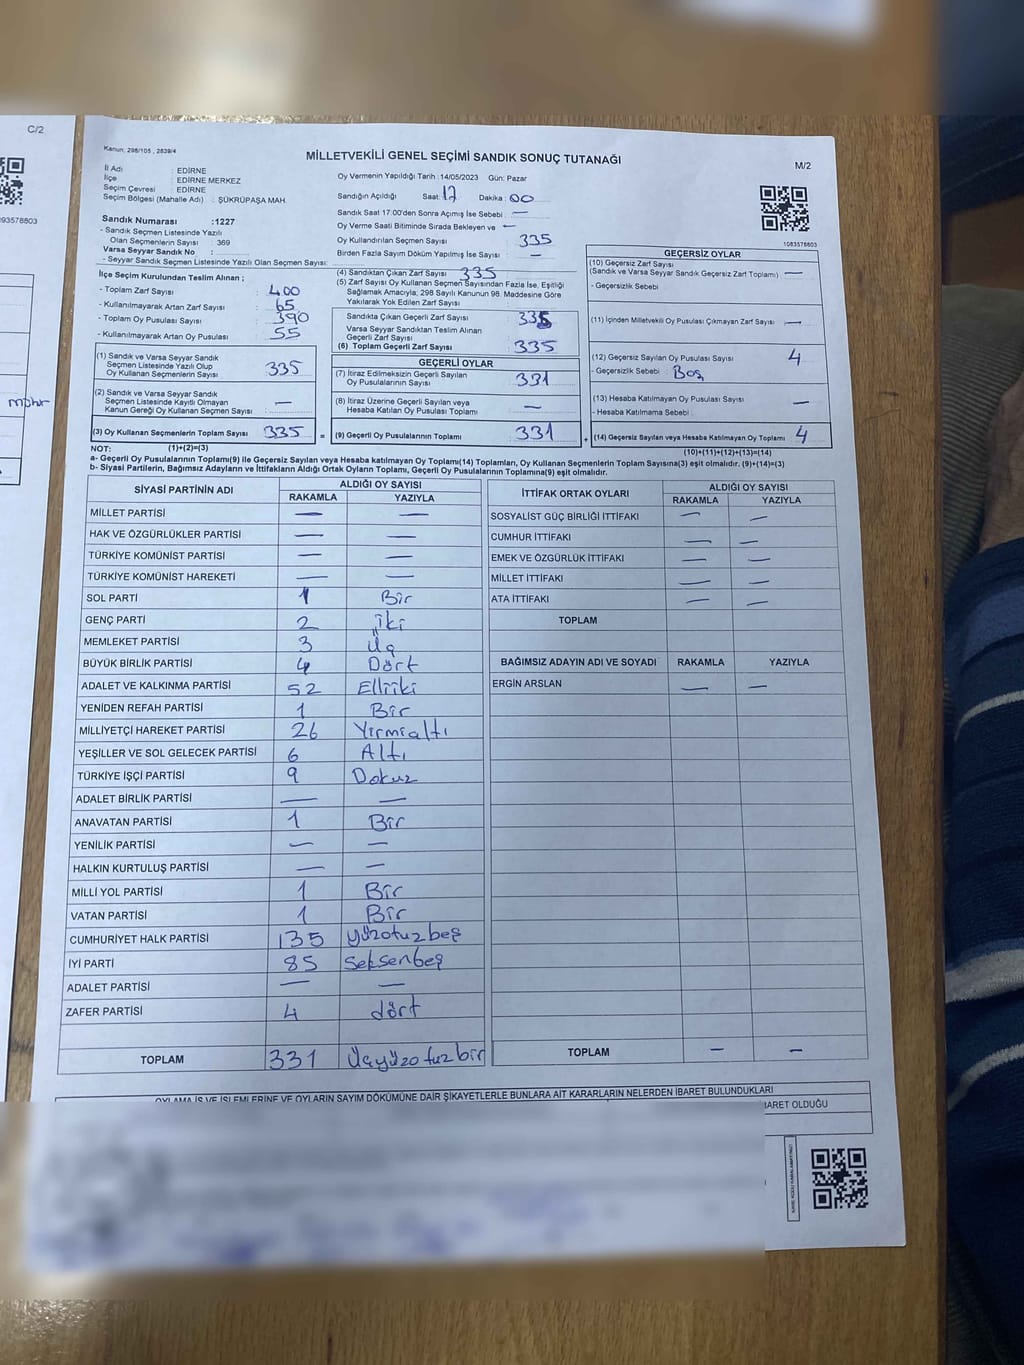 C/2
93578803
mühür
Kanun: 298/105 , 2839/4
MİLLETVEKİLİ GENEL SEÇİMİ SANDIK SONUÇ TUTANAĞI
M/2
İl Adı : EDİRNE
İlçe : EDİRNE MERKEZ
Seçim Çevresi : EDİRNE
Seçim Bölgesi (Mahalle Adı) : ŞÜKRÜPAŞA MAH.
Sandık Numarası :1227
- Sandık Seçmen Listesinde Yazılı
Olan Seçmenlerin Sayısı : 369
Varsa Seyyar Sandık No :
- Seyyar Sandık Seçmen Listesinde Yazılı Olan Seçmen Sayısı:
Oy Vermenin Yapıldığı Tarih : 14/05/2023 Gün: Pazar
Sandığın Açıldığı Saat: 17 Dakika: 00
Sandık Saat 17.00'den Sonra Açılmış İse Sebebi : —
Oy Verme Saati Bitiminde Sırada Bekleyen ve —
Oy Kullandırılan Seçmen Sayısı 335
Birden Fazla Sayım Döküm Yapılmış İse Sayısı : —
1083578803
İlçe Seçim Kurulundan Teslim Alınan ;
- Toplam Zarf Sayısı : 400
- Kullanılmayarak Artan Zarf Sayısı : 65
- Toplam Oy Pusulası Sayısı : 390
- Kullanılmayarak Artan Oy Pusulası : 55
(1) Sandık ve Varsa Seyyar Sandık
Seçmen Listesinde Yazılı Olup
Oy Kullanan Seçmenlerin Sayısı : 335
(2) Sandık ve Varsa Seyyar Sandık
Seçmen Listesinde Kayıtlı Olmayan
Kanun Gereği Oy Kullanan Seçmen Sayısı : —
(3) Oy Kullanan Seçmenlerin Toplam Sayısı : 335
(4) Sandıktan Çıkan Zarf Sayısı : 335
(5) Zarf Sayısı Oy Kullanan Seçmen Sayısından Fazla İse, Eşitliği
Sağlamak Amacıyla; 298 Sayılı Kanunun 98. Maddesine Göre
Yakılarak Yok Edilen Zarf Sayısı :
Sandıkta Çıkan Geçerli Zarf Sayısı : 335
Varsa Seyyar Sandıktan Teslim Alınan
Geçerli Zarf Sayısı
(6) Toplam Geçerli Zarf Sayısı : 335
GEÇERLİ OYLAR
(7) İtiraz Edilmeksizin Geçerli Sayılan
Oy Pusulalarının Sayısı : 331
(8) İtiraz Üzerine Geçerli Sayılan veya
Hesaba Katılan Oy Pusulası Toplamı : —
= (9) Geçerli Oy Pusulalarının Toplamı : 331
GEÇERSİZ OYLAR
(10) Geçersiz Zarf Sayısı
(Sandık ve Varsa Seyyar Sandık Geçersiz Zarf Toplamı) : —
- Geçersizlik Sebebi :
(11) İçinden Milletvekili Oy Pusulası Çıkmayan Zarf Sayısı : —
(12) Geçersiz Sayılan Oy Pusulası Sayısı : 4
- Geçersizlik Sebebi : Boş
(13) Hesaba Katılmayan Oy Pusulası Sayısı : —
- Hesaba Katılmama Sebebi :
+ (14) Geçersiz Sayılan veya Hesaba Katılmayan Oy Toplamı : 4
NOT: (1)+(2)=(3) (10)+(11)+(12)+(13)=(14)
a- Geçerli Oy Pusulalarının Toplamı(9) ile Geçersiz Sayılan veya Hesaba katılmayan Oy Toplamı(14) Toplamları, Oy Kullanan Seçmenlerin Toplam Sayısına(3) eşit olmalıdır. (9)+(14)=(3)
b- Siyasi Partilerin, Bağımsız Adayların ve İttifakların Aldığı Ortak Oyların Toplamı, Geçerli Oy Pusulalarının Toplamına(9) eşit olmalıdır.
SİYASİ PARTİNİN ADI ALDIĞI OY SAYISI
RAKAMLA YAZIYLA
MİLLET PARTİSİ — —
HAK VE ÖZGÜRLÜKLER PARTİSİ — —
TÜRKİYE KOMÜNİST PARTİSİ — —
TÜRKİYE KOMÜNİST HAREKETİ — —
SOL PARTİ 1 Bir
GENÇ PARTİ 2 İki
MEMLEKET PARTİSİ 3 Üç
BÜYÜK BİRLİK PARTİSİ 4 Dört
ADALET VE KALKINMA PARTİSİ 52 Elliiki
YENİDEN REFAH PARTİSİ 1 Bir
MİLLİYETÇİ HAREKET PARTİSİ 26 Yirmialtı
YEŞİLLER VE SOL GELECEK PARTİSİ 6 Altı
TÜRKİYE İŞÇİ PARTİSİ 9 Dokuz
ADALET BİRLİK PARTİSİ — —
ANAVATAN PARTİSİ 1 Bir
YENİLİK PARTİSİ — —
HALKIN KURTULUŞ PARTİSİ — —
MİLLİ YOL PARTİSİ 1 Bir
VATAN PARTİSİ 1 Bir
CUMHURİYET HALK PARTİSİ 135 yüzotuzbeş
İYİ PARTİ 85 Seksenbeş
ADALET PARTİSİ — —
ZAFER PARTİSİ 4 dört
TOPLAM 331 Üçyüzotuzbir
İTTİFAK ORTAK OYLARI ALDIĞI OY SAYISI
RAKAMLA YAZIYLA
SOSYALİST GÜÇ BİRLİĞİ İTTİFAKI — —
CUMHUR İTTİFAKI — —
EMEK VE ÖZGÜRLÜK İTTİFAKI — —
MİLLET İTTİFAKI — —
ATA İTTİFAKI — —
TOPLAM
BAĞIMSIZ ADAYIN ADI VE SOYADI RAKAMLA YAZIYLA
ERGİN ARSLAN — —
TOPLAM — —
OYLAMA İŞ VE İŞLEMLERİNE VE OYLARIN SAYIM DÖKÜMÜNE DAİR ŞİKAYETLERLE BUNLARA AİT KARARLARIN NELERDEN İBARET BULUNDUKLARI
BARET OLDUĞU